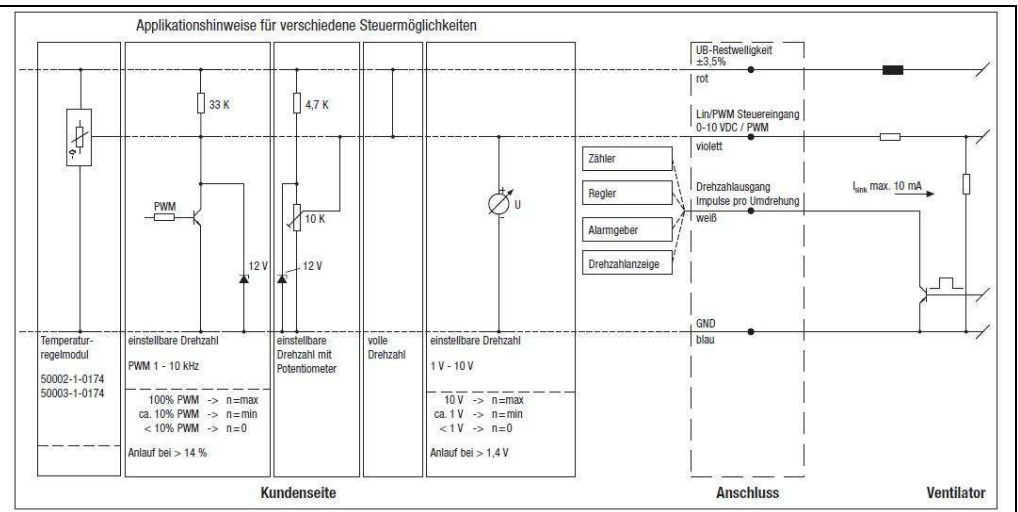 Applikationshinweise für verschiedene Steuermöglichkeiten
33 K
PWM
12 V
4,7 K
10 K
12 V
U
+
-
Temperatur-
regelmodul
50002-1-0174
50003-1-0174
einstellbare Drehzahl
PWM 1 - 10 kHz
100% PWM -> n=max
ca. 10% PWM -> n=min
< 10% PWM -> n=0
Anlauf bei > 14 %
einstellbare
Drehzahl mit
Potentiometer
volle
Drehzahl
einstellbare Drehzahl
1 V - 10 V
10 V -> n=max
ca. 1 V -> n=min
< 1 V -> n=0
Anlauf bei > 1,4 V
Zähler
Regler
Alarmgeber
Drehzahlanzeige
UB-Restwelligkeit
±3,5%
rot
Lin/PWM Steuereingang
0-10 VDC / PWM
violett
Drehzahlausgang
Impulse pro Umdrehung
weiß
GND
blau
Isink max. 10 mA
Kundenseite
Anschluss
Ventilator